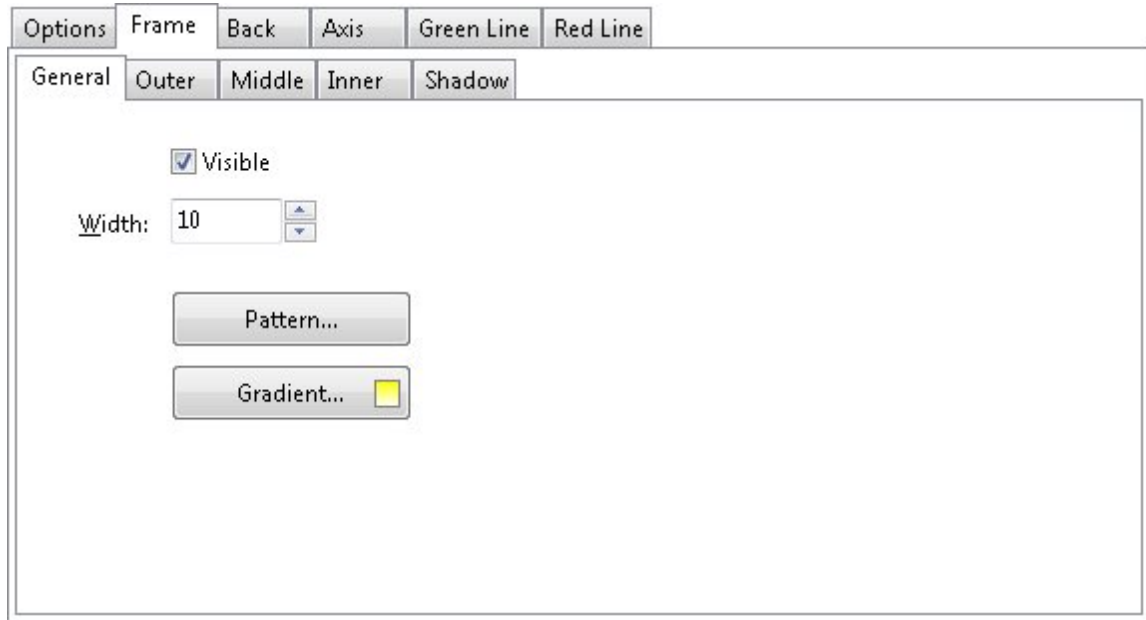 Options Frame Back Axis Green Line Red Line
General Outer Middle Inner Shadow
Visible
Width: 10
Pattern...
Gradient...